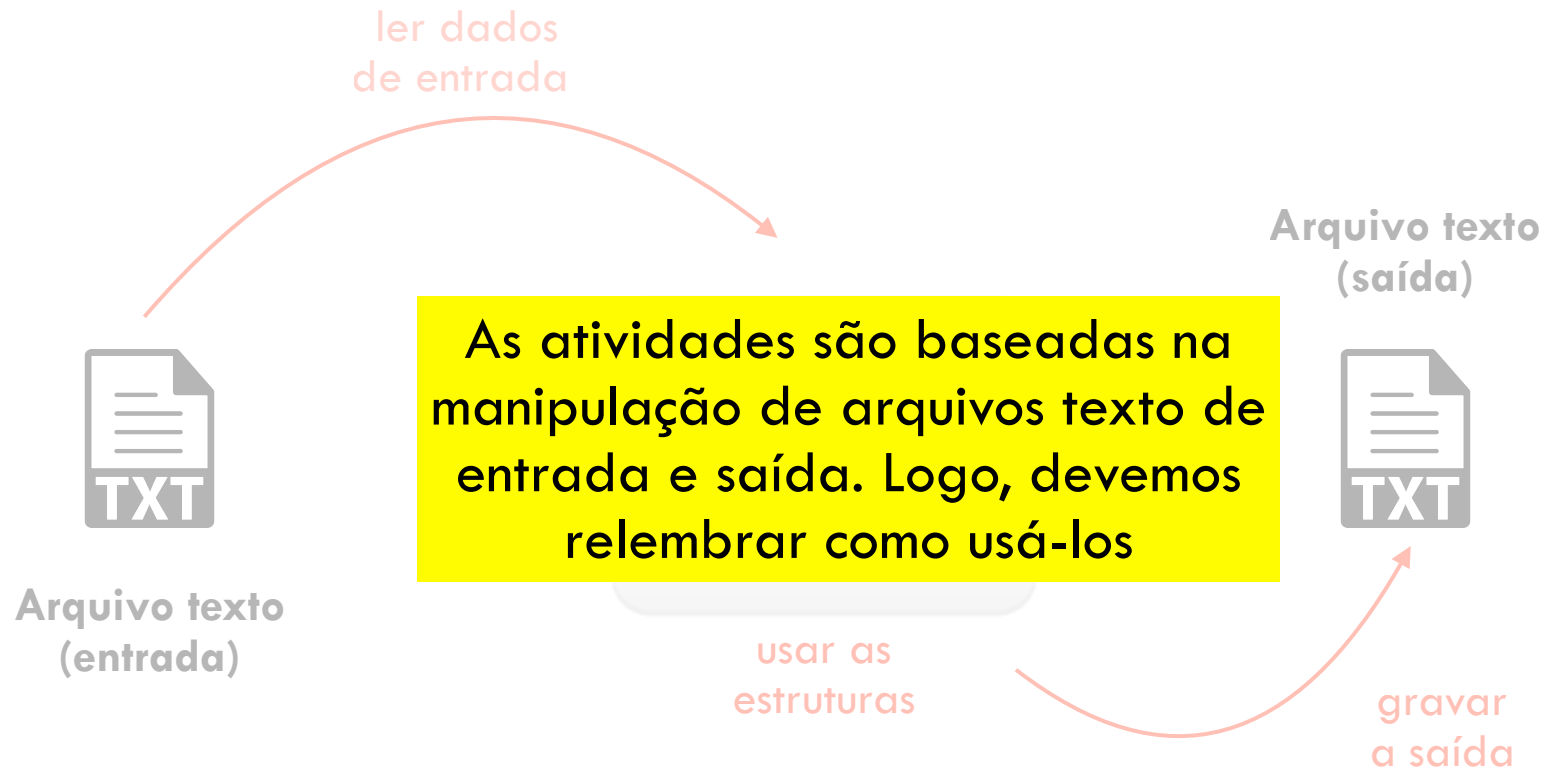 ler dados
de entrada
Arquivo texto
(saída)
As atividades são baseadas na
manipulação de arquivos texto de
entrada e saída. Logo, devemos
relembrar como usá-los
TXT
TXT
Arquivo texto
(entrada)
usar as
estruturas
gravar
a saída